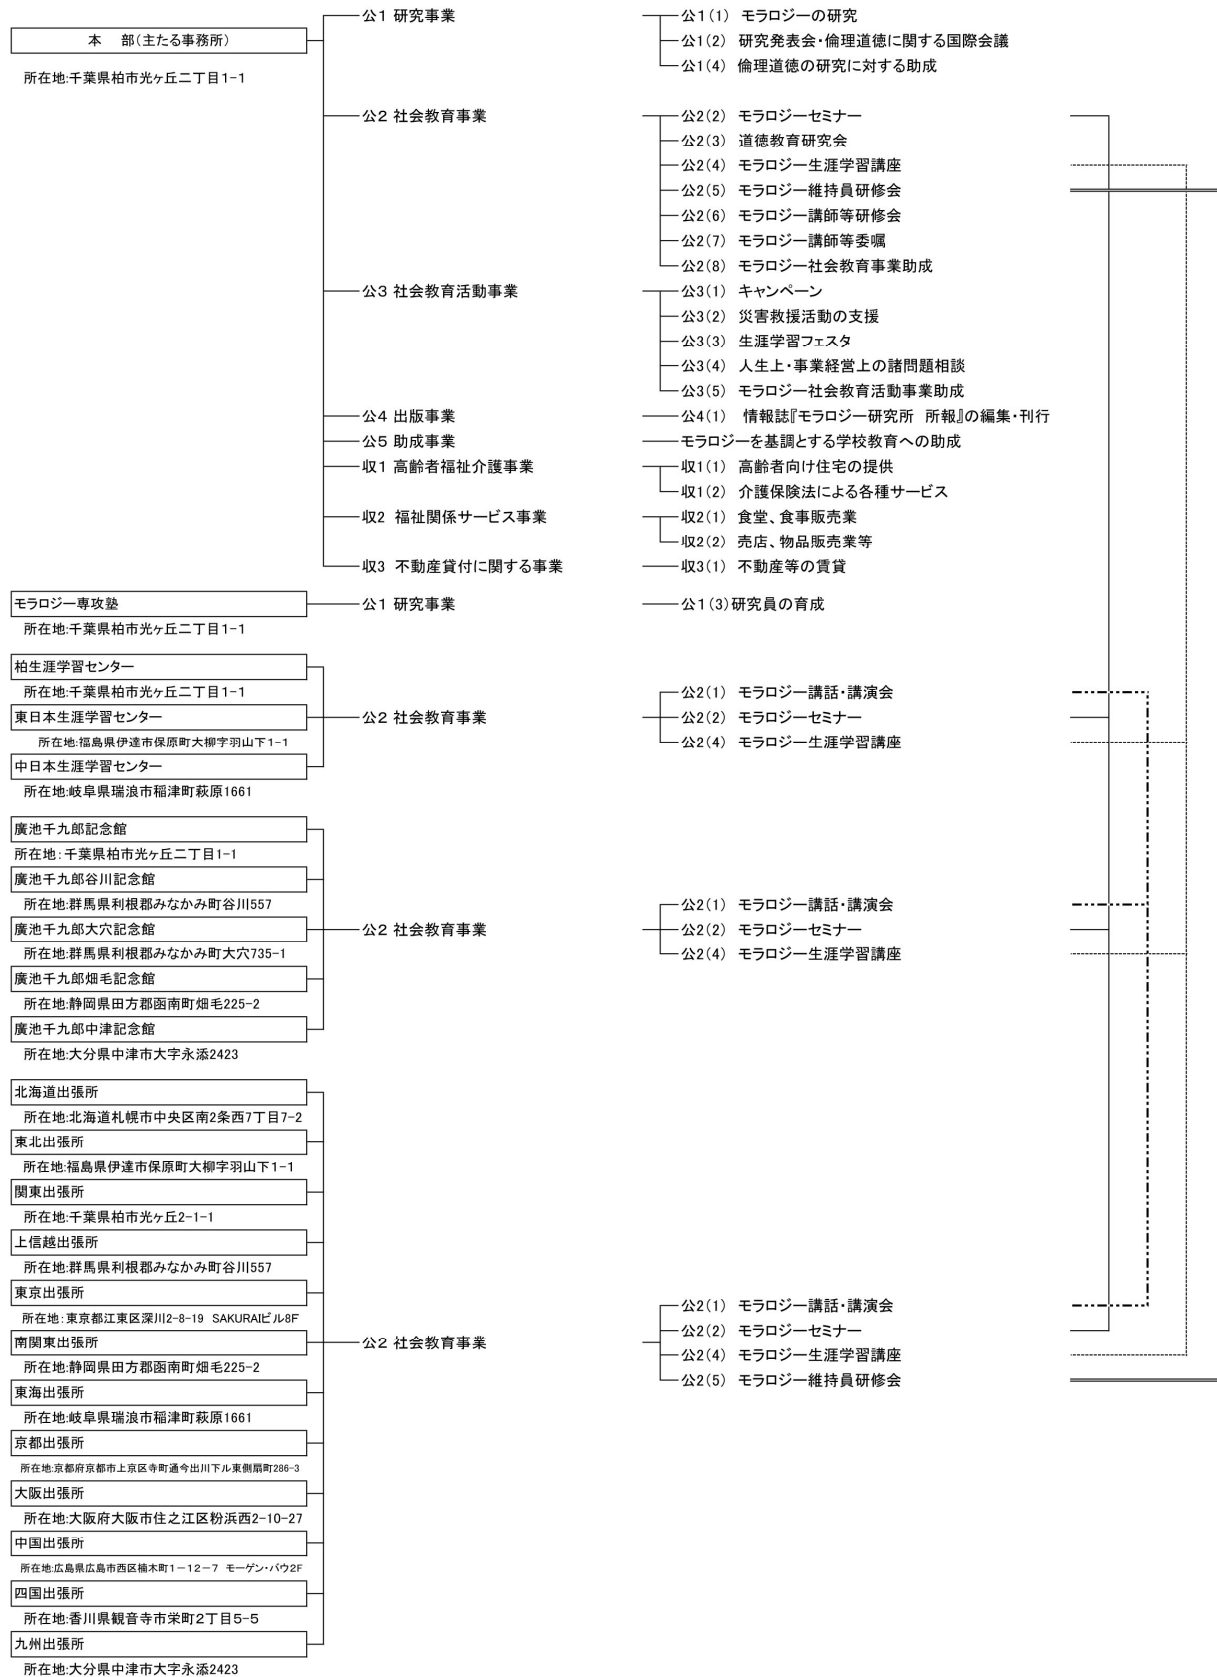 公1 研究事業
公1(1) モラロジーの研究
本 部(主たる事務所)
公1(2) 研究発表会・倫理道徳に関する国際会議
公1(4) 倫理道徳の研究に対する助成
所在地:千葉県柏市光ヶ丘二丁目1-1
公2 社会教育事業
公2(2) モラロジーセミナー
公2(3) 道徳教育研究会
公2(4) モラロジー生涯学習講座
公2(5) モラロジー維持員研修会
公2(6) モラロジー講師等研修会
公2(7) モラロジー講師等委嘱
公2(8) モラロジー社会教育事業助成
公3 社会教育活動事業
公3(1) キャンペーン
公3(2) 災害救援活動の支援
公3(3) 生涯学習フェスタ
公3(4) 人生上・事業経営上の諸問題相談
公3(5) モラロジー社会教育活動事業助成
公4 出版事業
公4(1) 情報誌『モラロジー研究所 所報』の編集・刊行
公5 助成事業
モラロジーを基調とする学校教育への助成
収1 高齢者福祉介護事業
収1(1) 高齢者向け住宅の提供
収1(2) 介護保険法による各種サービス
収2 福祉関係サービス事業
収2(1) 食堂、食事販売業
収2(2) 売店、物品販売業等
収3 不動産貸付に関する事業
収3(1) 不動産等の賃貸
モラロジー専攻塾
公1 研究事業
公1(3)研究員の育成
所在地:千葉県柏市光ヶ丘二丁目1-1
柏生涯学習センター
所在地:千葉県柏市光ヶ丘二丁目1-1
東日本生涯学習センター
所在地:福島県伊達市保原町大柳字羽山下1-1
中日本生涯学習センター
所在地:岐阜県瑞浪市稲津町萩原1661
公2 社会教育事業
公2(1) モラロジー講話・講演会
公2(2) モラロジーセミナー
公2(4) モラロジー生涯学習講座
廣池千九郎記念館
所在地:千葉県柏市光ヶ丘二丁目1-1
廣池千九郎谷川記念館
所在地:群馬県利根郡みなかみ町谷川557
廣池千九郎大穴記念館
所在地:群馬県利根郡みなかみ町大穴735-1
廣池千九郎畑毛記念館
所在地:静岡県田方郡函南町畑毛225-2
廣池千九郎中津記念館
所在地:大分県中津市大字永添2423
公2 社会教育事業
公2(1) モラロジー講話・講演会
公2(2) モラロジーセミナー
公2(4) モラロジー生涯学習講座
北海道出張所
所在地:北海道札幌市中央区南2条西7丁目7-2
東北出張所
所在地:福島県伊達市保原町大柳字羽山下1-1
関東出張所
所在地:千葉県柏市光ヶ丘2-1-1
上信越出張所
所在地:群馬県利根郡みなかみ町谷川557
東京出張所
所在地:東京都江東区深川2-8-19 SAKURAIビル8F
南関東出張所
所在地:静岡県田方郡函南町畑毛225-2
東海出張所
所在地:岐阜県瑞浪市稲津町萩原1661
京都出張所
所在地:京都府京都市上京区寺町通今出川下ル東側扇町286-3
大阪出張所
所在地:大阪府大阪市住之江区粉浜西2-10-27
中国出張所
所在地:広島県広島市西区楠木町1-12-7 モーゲン・バウ2F
四国出張所
所在地:香川県観音寺市栄町2丁目5-5
九州出張所
所在地:大分県中津市大字永添2423
公2 社会教育事業
公2(1) モラロジー講話・講演会
公2(2) モラロジーセミナー
公2(4) モラロジー生涯学習講座
公2(5) モラロジー維持員研修会